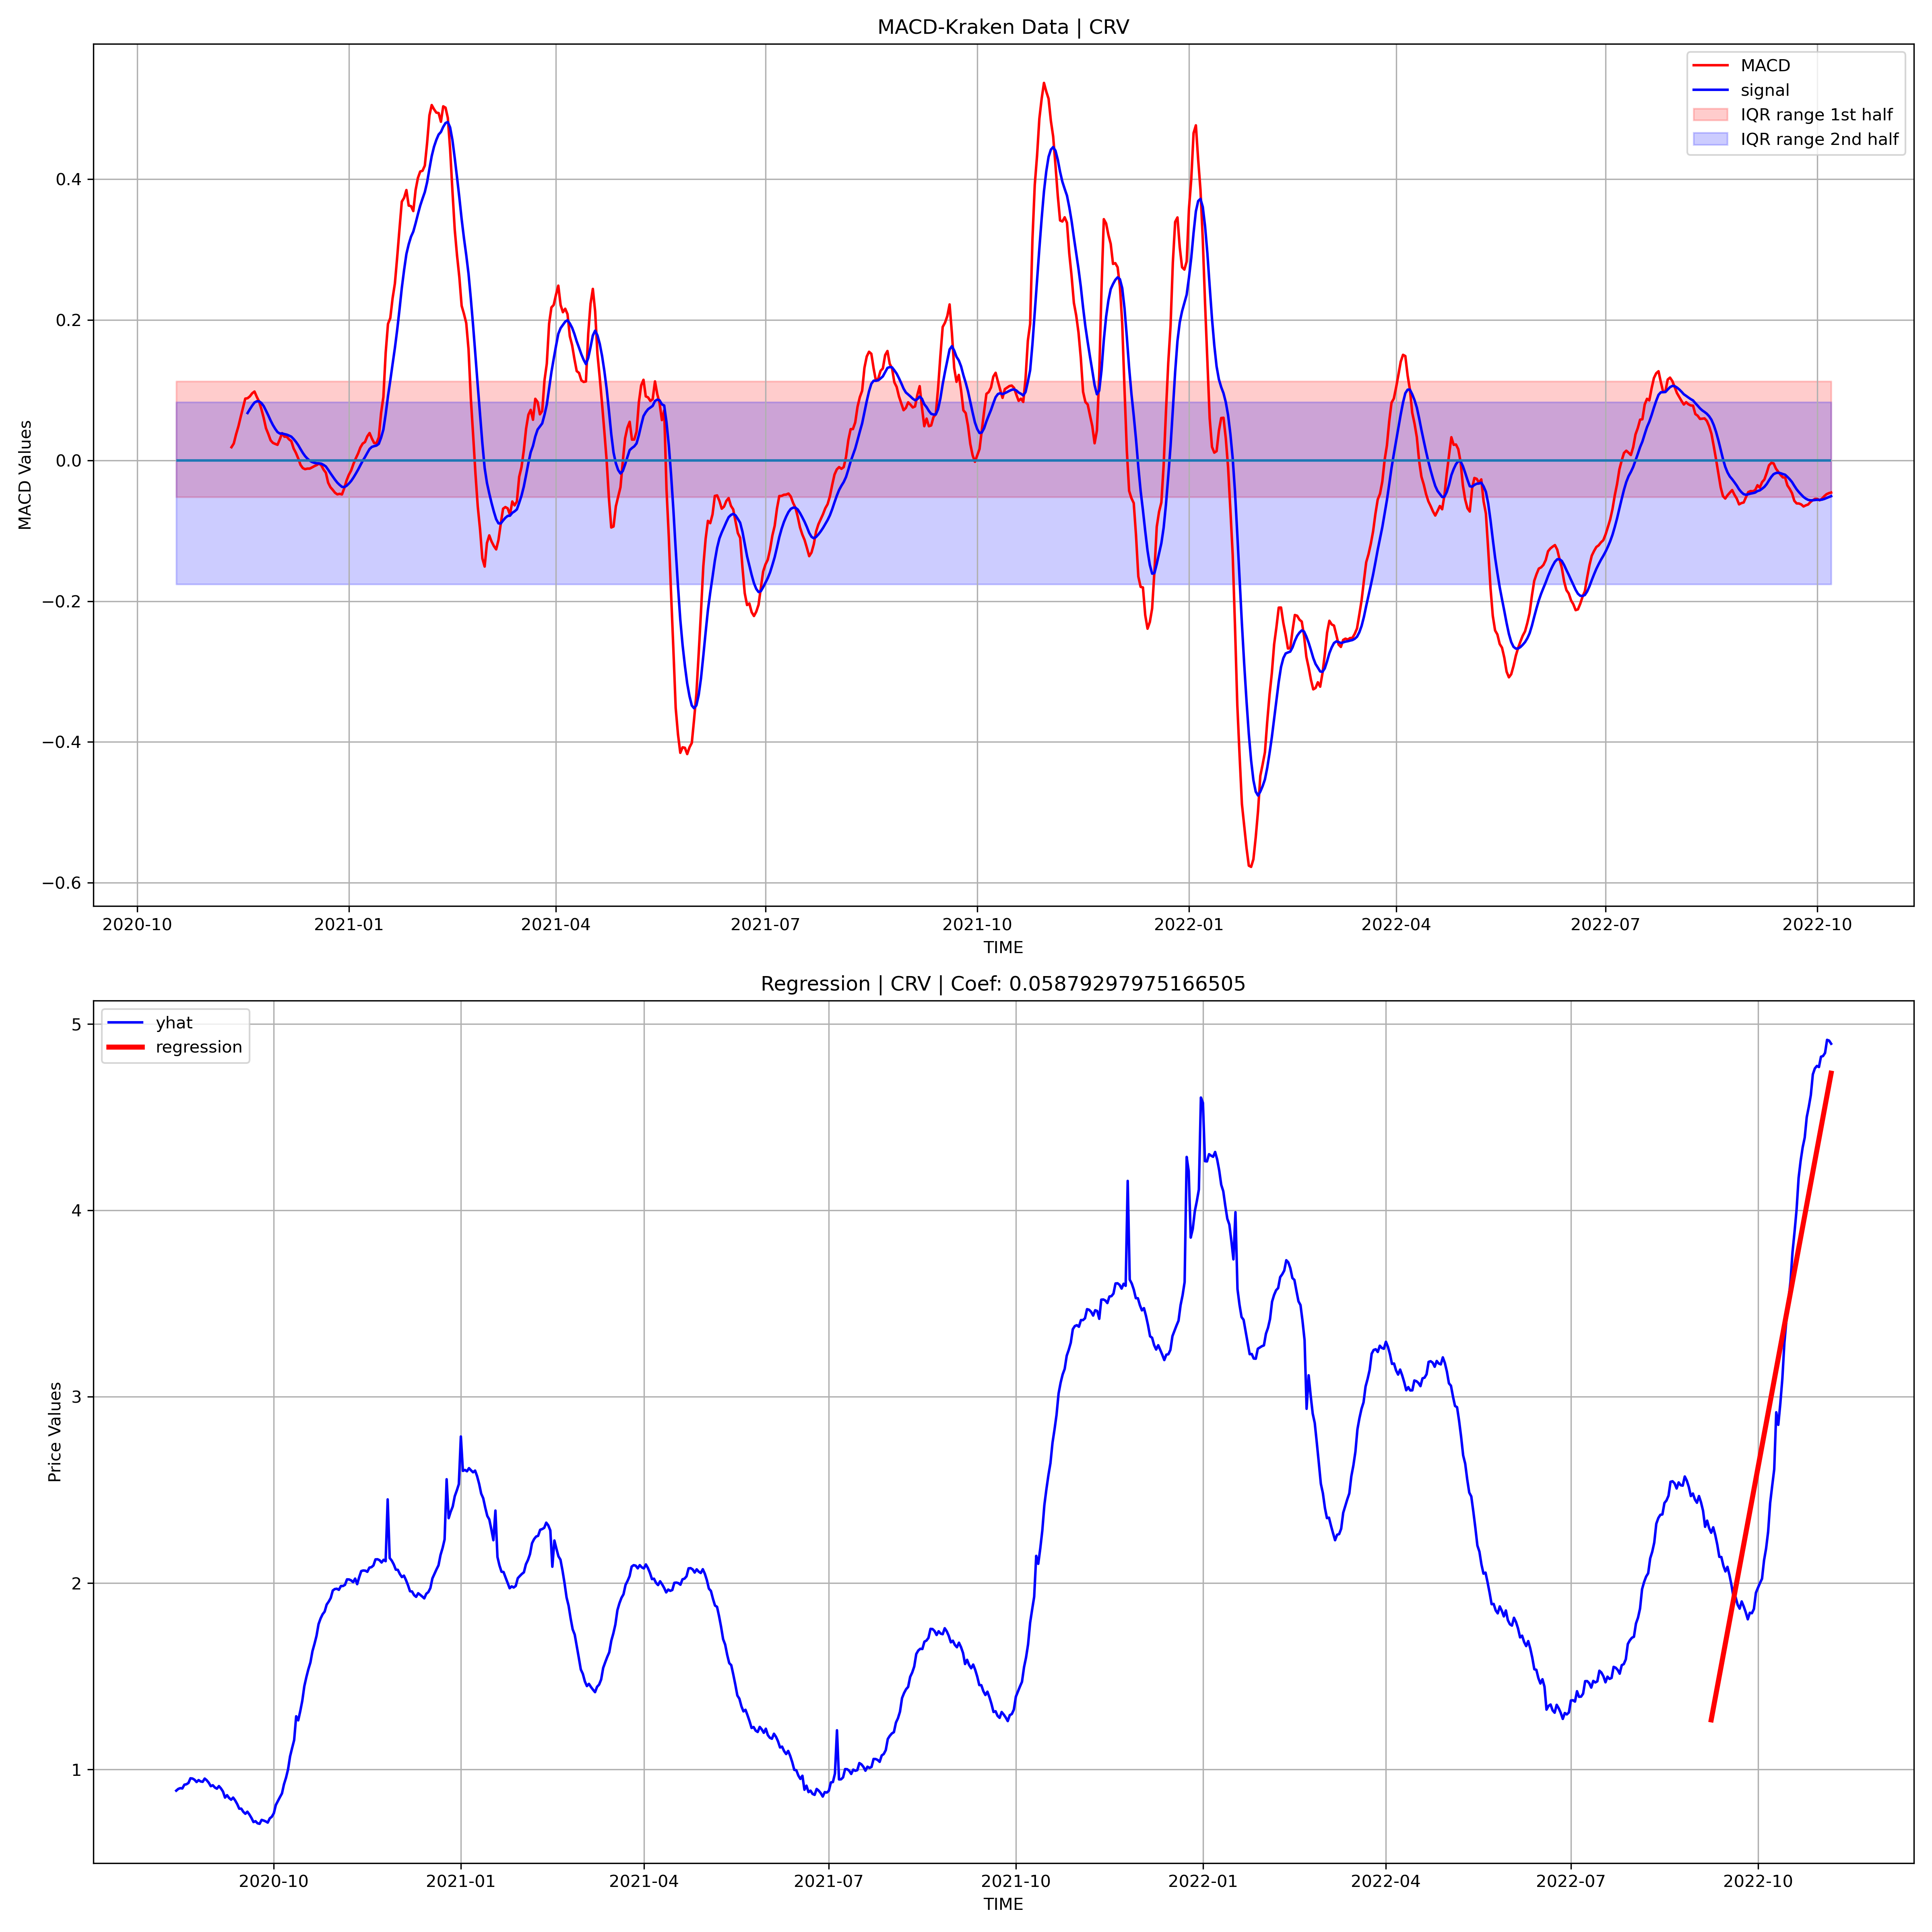 MACD-Kraken Data | CRV
MACD
signal
IQR range 1st half
IQR range 2nd half
MACD Values
0.4
0.2
0.0
−0.2
−0.4
−0.6
2020-10
2021-01
2021-04
2021-07
2021-10
2022-01
2022-04
2022-07
2022-10
TIME
Regression | CRV | Coef: 0.05879297975166505
yhat
regression
Price Values
5
4
3
2
1
2020-10
2021-01
2021-04
2021-07
2021-10
2022-01
2022-04
2022-07
2022-10
TIME